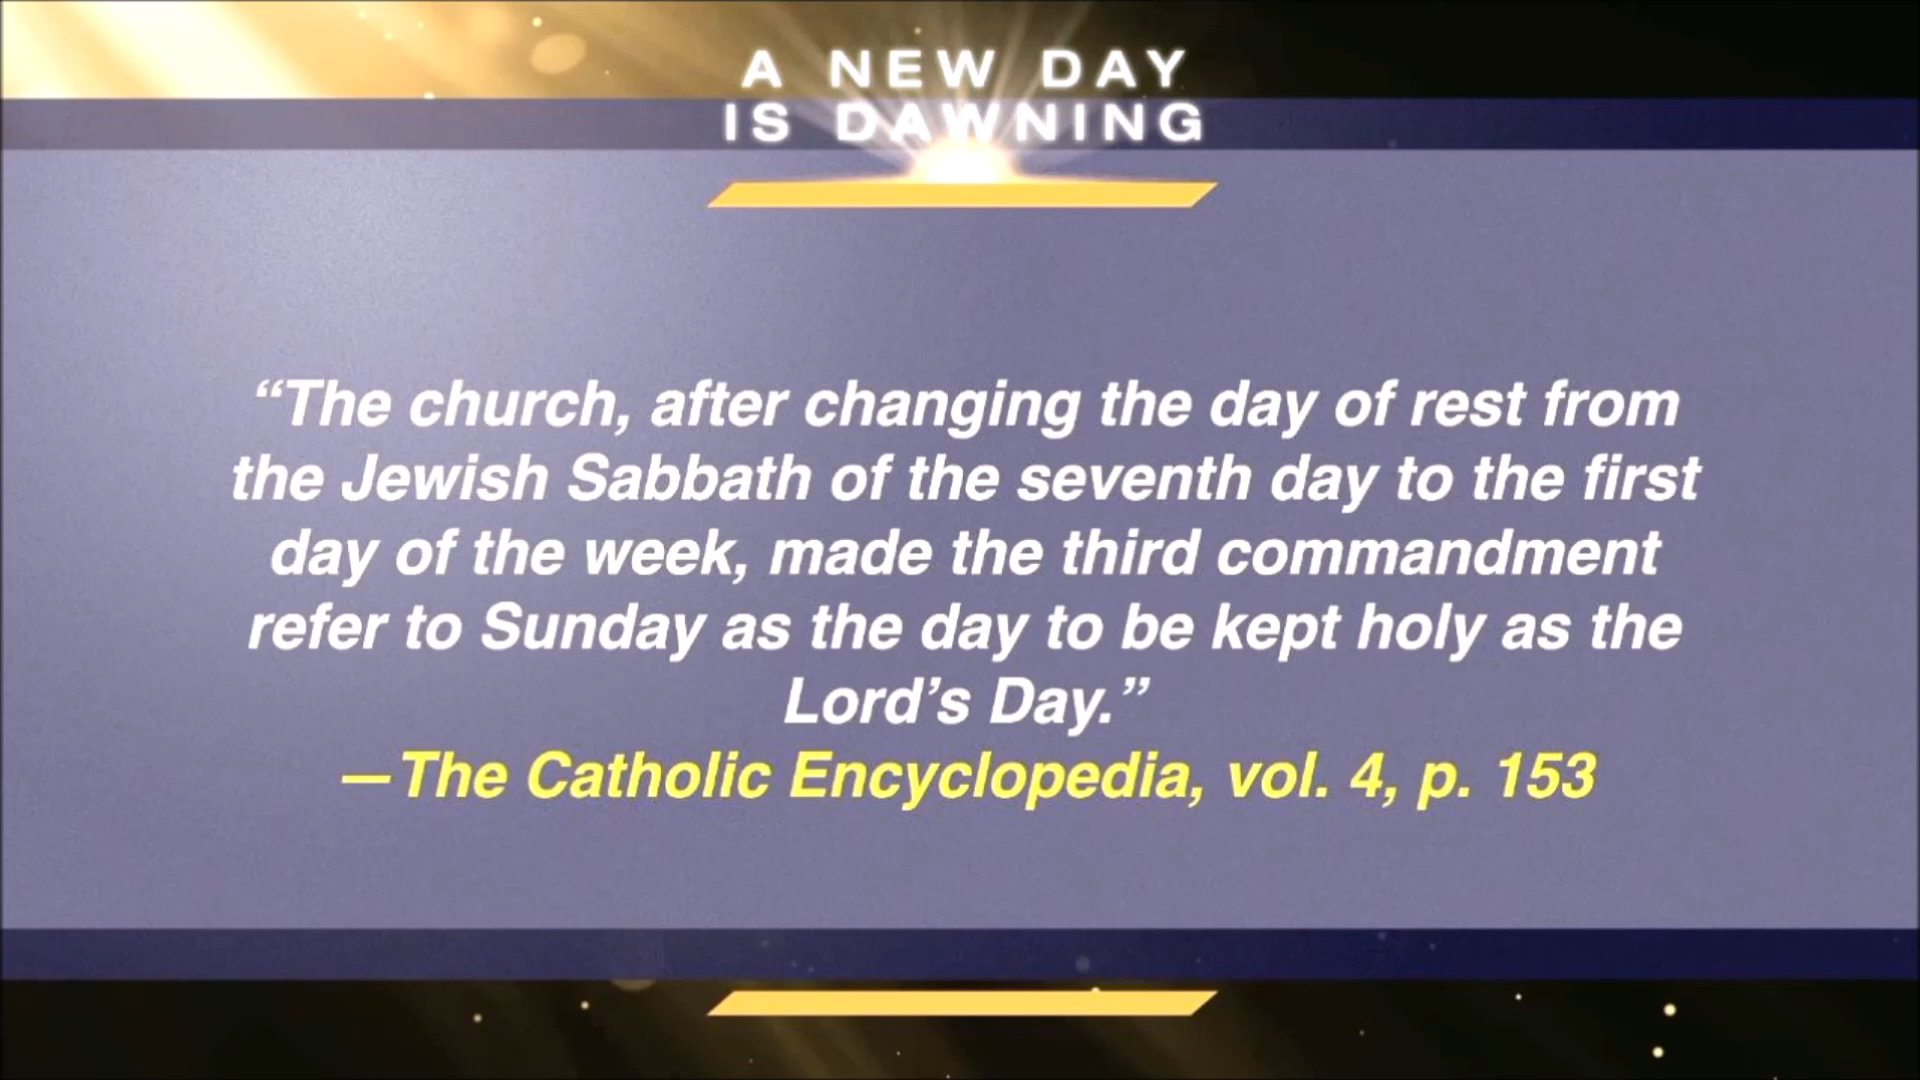 A NEW DAY
IS DAWNING
“The church, after changing the day of rest from
the Jewish Sabbath of the seventh day to the first
day of the week, made the third commandment
refer to Sunday as the day to be kept holy as the
Lord’s Day.”
—The Catholic Encyclopedia, vol. 4, p. 153